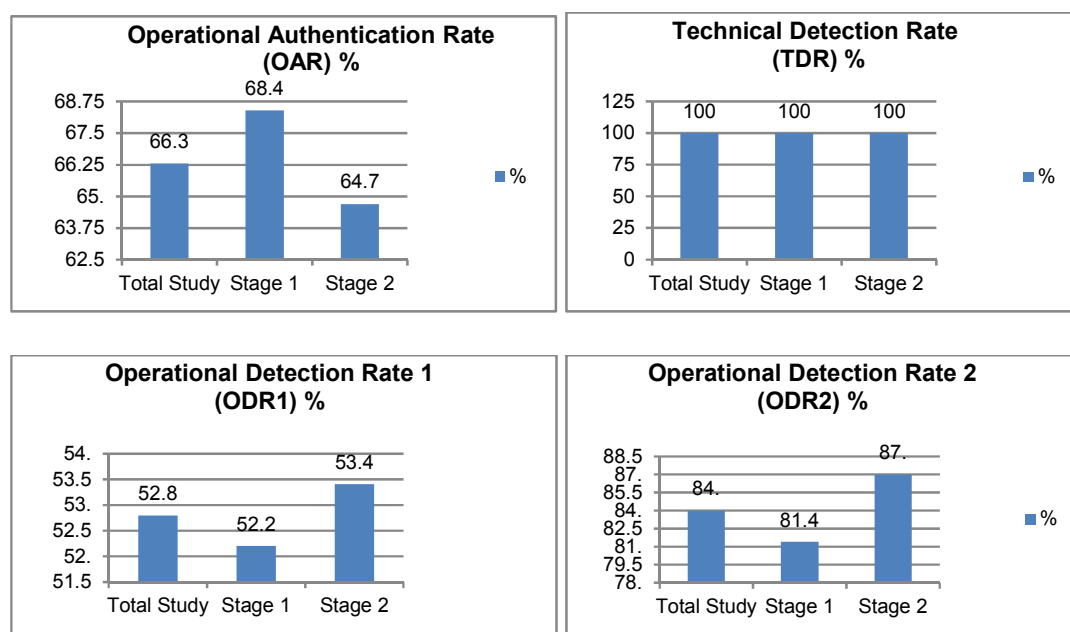 Operational Authentication Rate
(OAR) %
68.75
67.5
66.25
65.
63.75
62.5
66.3
68.4
64.7
%
Total Study
Stage 1
Stage 2
Technical Detection Rate
(TDR) %
125
100
75
50
25
0
100
100
100
%
Total Study
Stage 1
Stage 2
Operational Detection Rate 1
(ODR1) %
54.
53.5
53.
52.5
52.
51.5
52.8
52.2
53.4
Total Study
Stage 1
Stage 2
Operational Detection Rate 2
(ODR2) %
88.5
87.
85.5
84.
82.5
81.
79.5
78.
84.
81.4
87.
%
Total Study
Stage 1
Stage 2